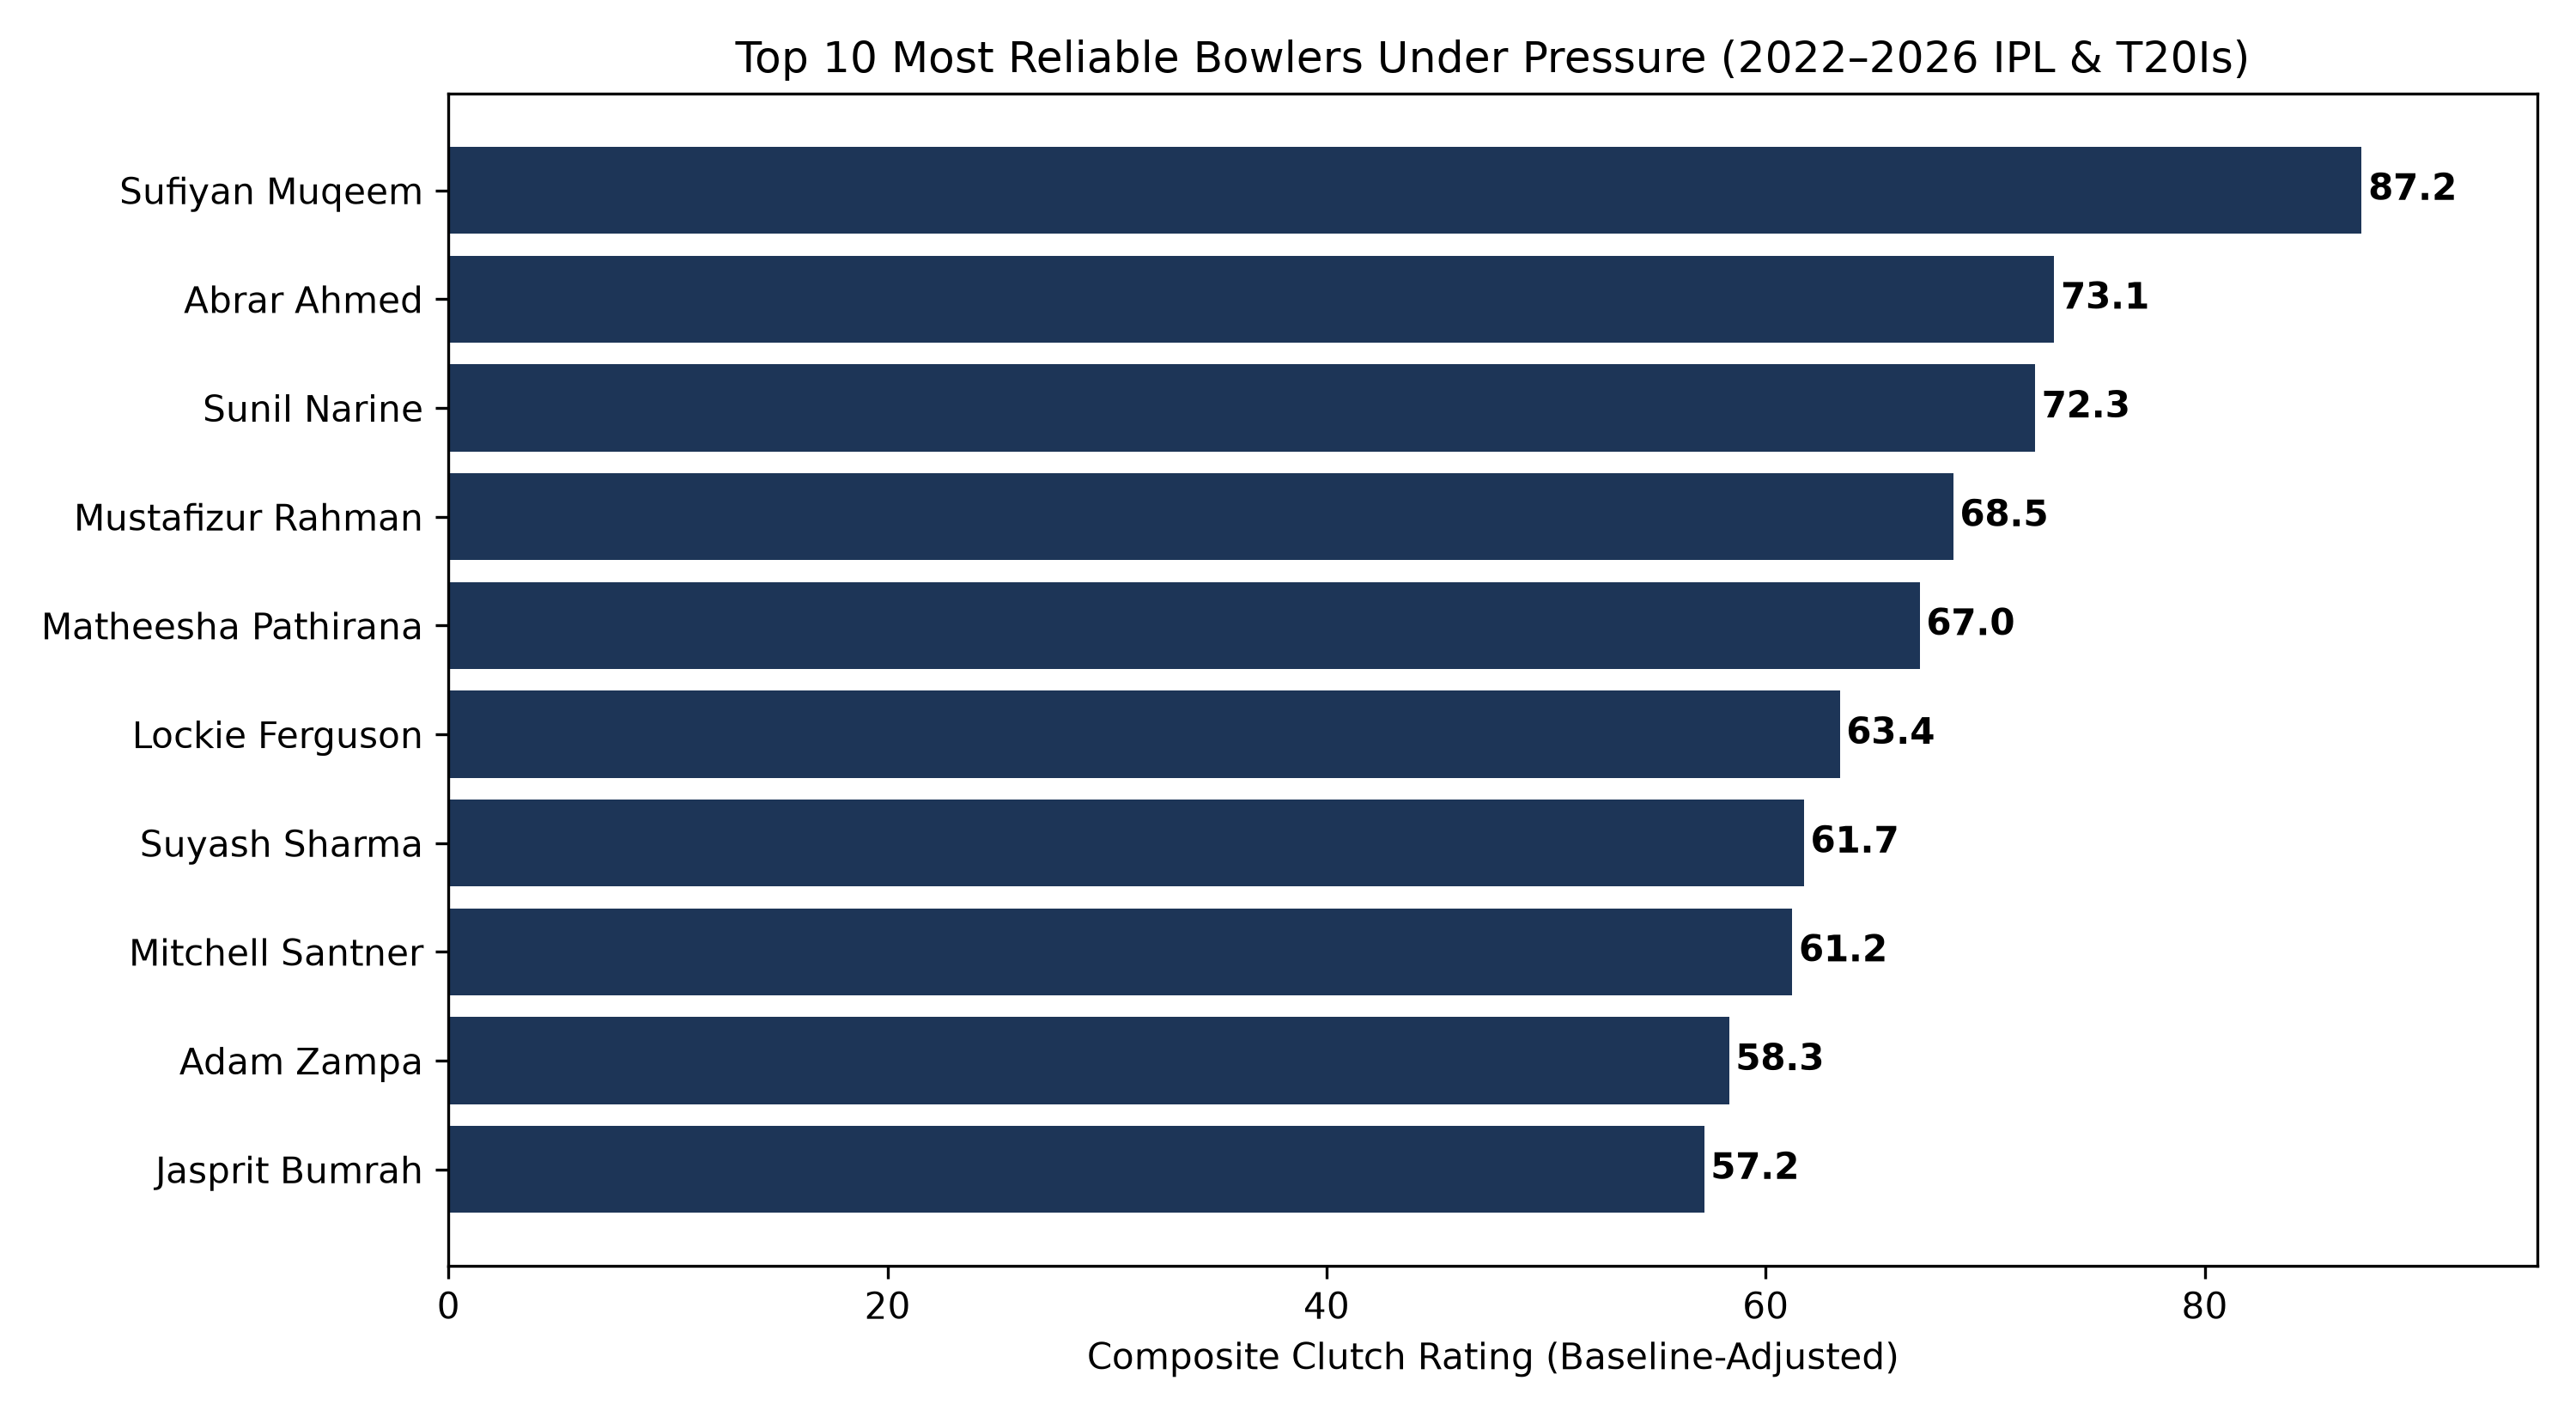 Top 10 Most Reliable Bowlers Under Pressure (2022–2026 IPL & T20Is)
Sufiyan Muqeem 87.2
Abrar Ahmed 73.1
Sunil Narine 72.3
Mustafizur Rahman 68.5
Matheesha Pathirana 67.0
Lockie Ferguson 63.4
Suyash Sharma 61.7
Mitchell Santner 61.2
Adam Zampa 58.3
Jasprit Bumrah 57.2
0 20 40 60 80
Composite Clutch Rating (Baseline-Adjusted)